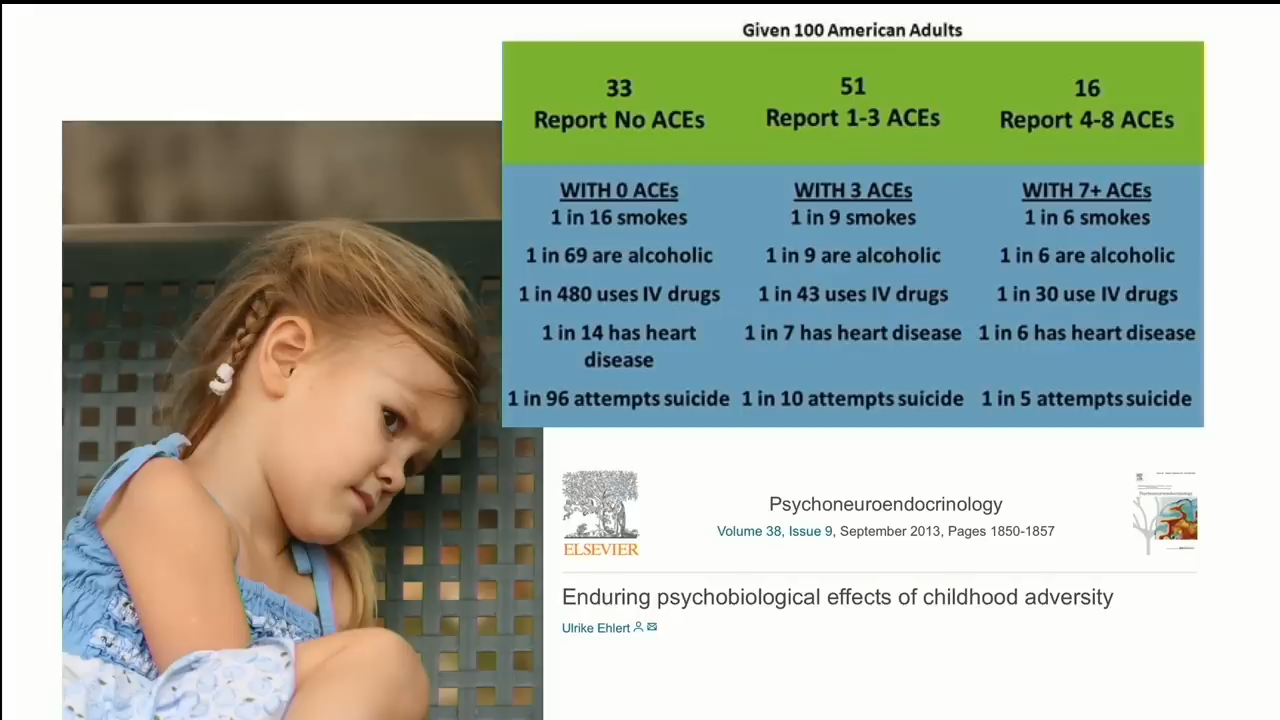 Given 100 American Adults
33
Report No ACEs
51
Report 1-3 ACEs
16
Report 4-8 ACEs
WITH 0 ACEs
1 in 16 smokes
1 in 69 are alcoholic
1 in 480 uses IV drugs
1 in 14 has heart
disease
1 in 96 attempts suicide
WITH 3 ACEs
1 in 9 smokes
1 in 9 are alcoholic
1 in 43 uses IV drugs
1 in 7 has heart disease
1 in 10 attempts suicide
WITH 7+ ACEs
1 in 6 smokes
1 in 6 are alcoholic
1 in 30 use IV drugs
1 in 6 has heart disease
1 in 5 attempts suicide
ELSEVIER
Psychoneuroendocrinology
Volume 38, Issue 9, September 2013, Pages 1850-1857
Psychoneuroendocrinology
Enduring psychobiological effects of childhood adversity
Ulrike Ehlert